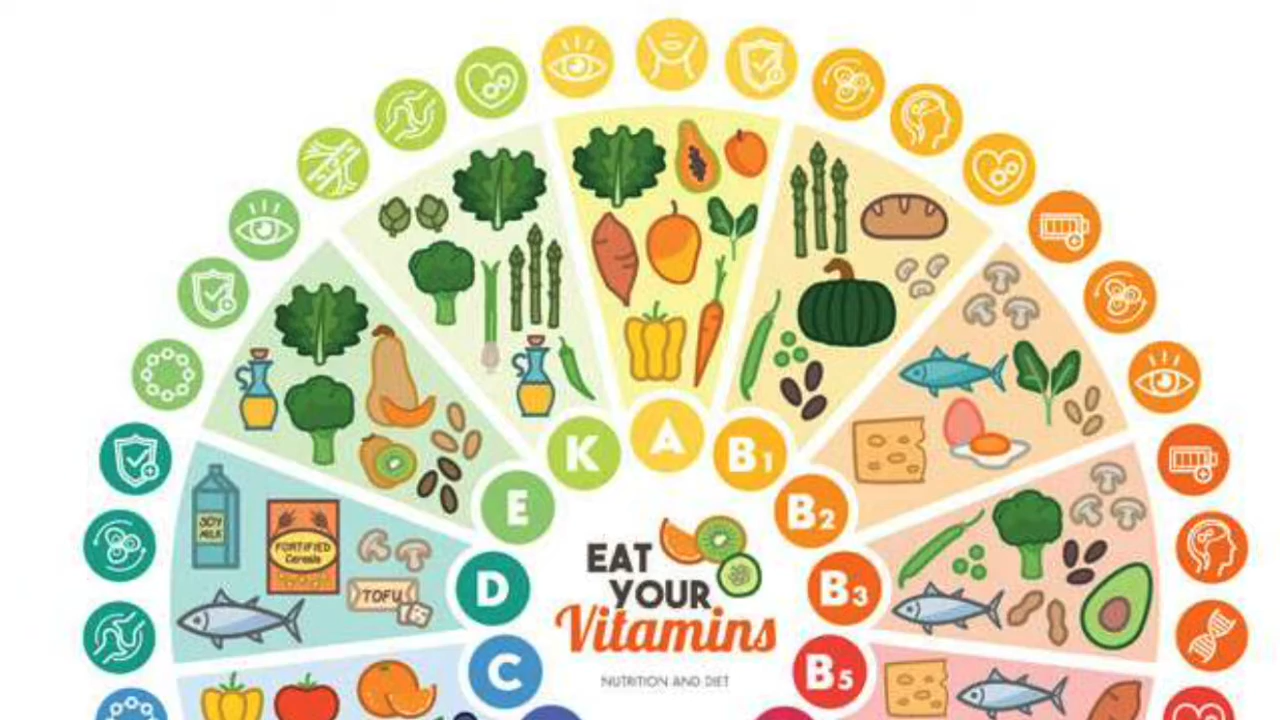 K
A
B1
E
B2
SOY
MILK
FORTIFIED
Cereals
TOFU
D
EAT
YOUR
Vitamins
NUTRITION AND DIET
B3
C
B5